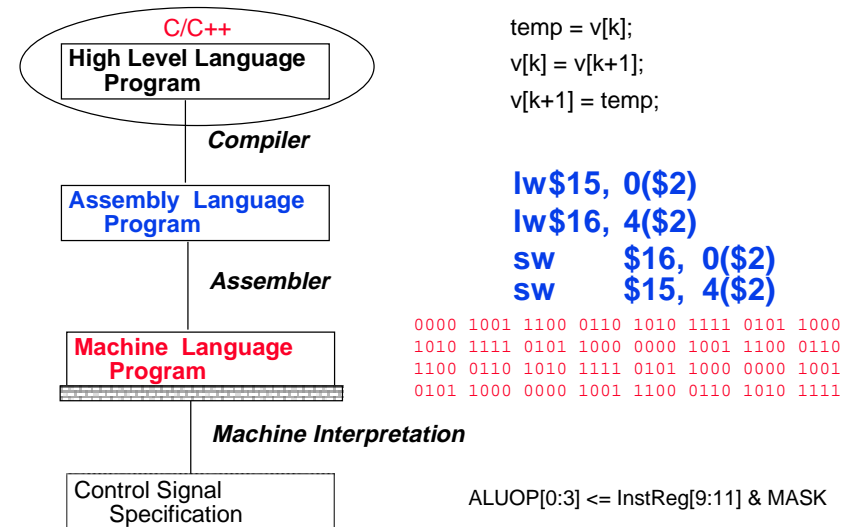 C/C++
High Level Language
Program
temp = v[k];
v[k] = v[k+1];
v[k+1] = temp;
Compiler
Assembly Language
Program
lw$15, 0($2)
lw$16, 4($2)
sw $16, 0($2)
sw $15, 4($2)
Assembler
Machine Language
Program
0000 1001 1100 0110 1010 1111 0101 1000
1010 1111 0101 1000 0000 1001 1100 0110
1100 0110 1010 1111 0101 1000 0000 1001
0101 1000 0000 1001 1100 0110 1010 1111
Machine Interpretation
Control Signal
Specification
ALUOP[0:3] <= InstReg[9:11] & MASK